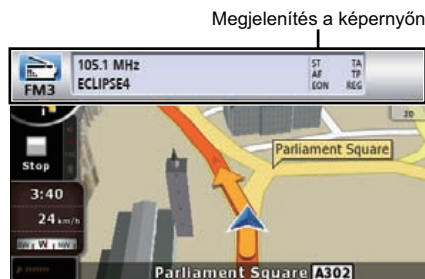 Megjelenítés a képernyőn
105.1 MHz
ECLIPSE4
ST TA
AF TP
EON REG
FM3
20
Parliament Square
Stop
3:40
24 km/h
W NW
Parliament Square A302